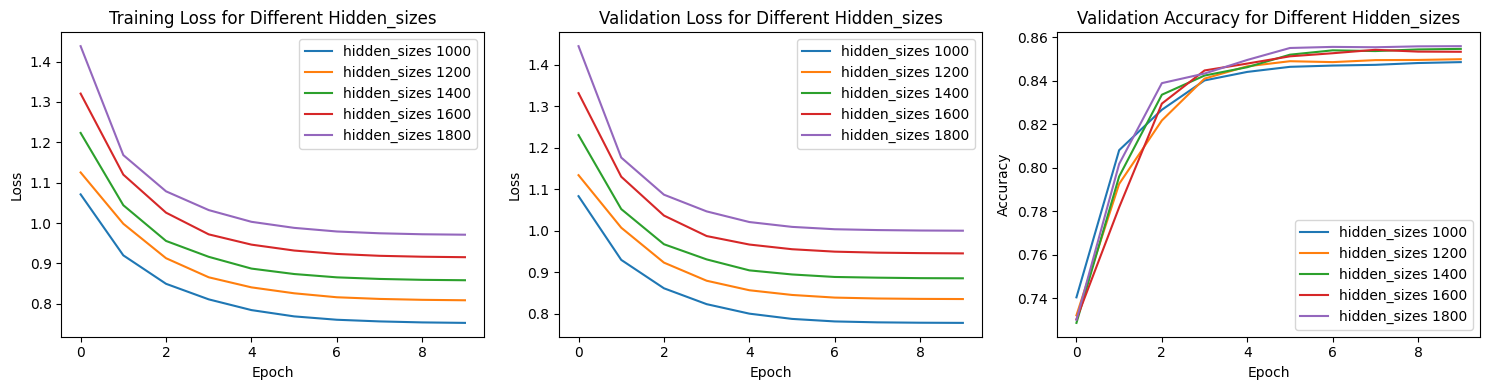 Training Loss for Different Hidden_sizes
Loss
1.4
1.3
1.2
1.1
1.0
0.9
0.8
hidden_sizes 1000
hidden_sizes 1200
hidden_sizes 1400
hidden_sizes 1600
hidden_sizes 1800
0 2 4 6 8
Epoch
Validation Loss for Different Hidden_sizes
Loss
1.4
1.3
1.2
1.1
1.0
0.9
0.8
hidden_sizes 1000
hidden_sizes 1200
hidden_sizes 1400
hidden_sizes 1600
hidden_sizes 1800
0 2 4 6 8
Epoch
Validation Accuracy for Different Hidden_sizes
Accuracy
0.86
0.84
0.82
0.80
0.78
0.76
0.74
hidden_sizes 1000
hidden_sizes 1200
hidden_sizes 1400
hidden_sizes 1600
hidden_sizes 1800
0 2 4 6 8
Epoch